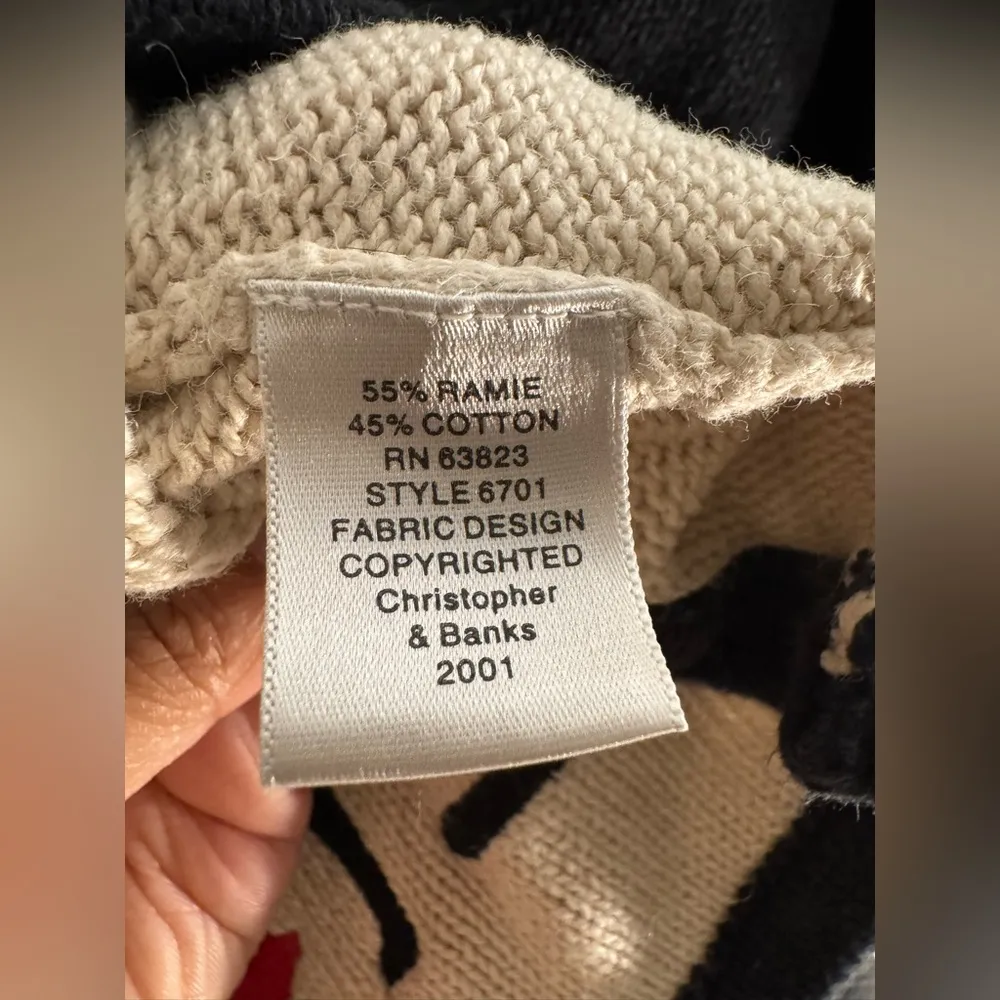 55% RAMIE
45% COTTON
RN 63823
STYLE 6701
FABRIC DESIGN
COPYRIGHTED
Christopher
& Banks
2001